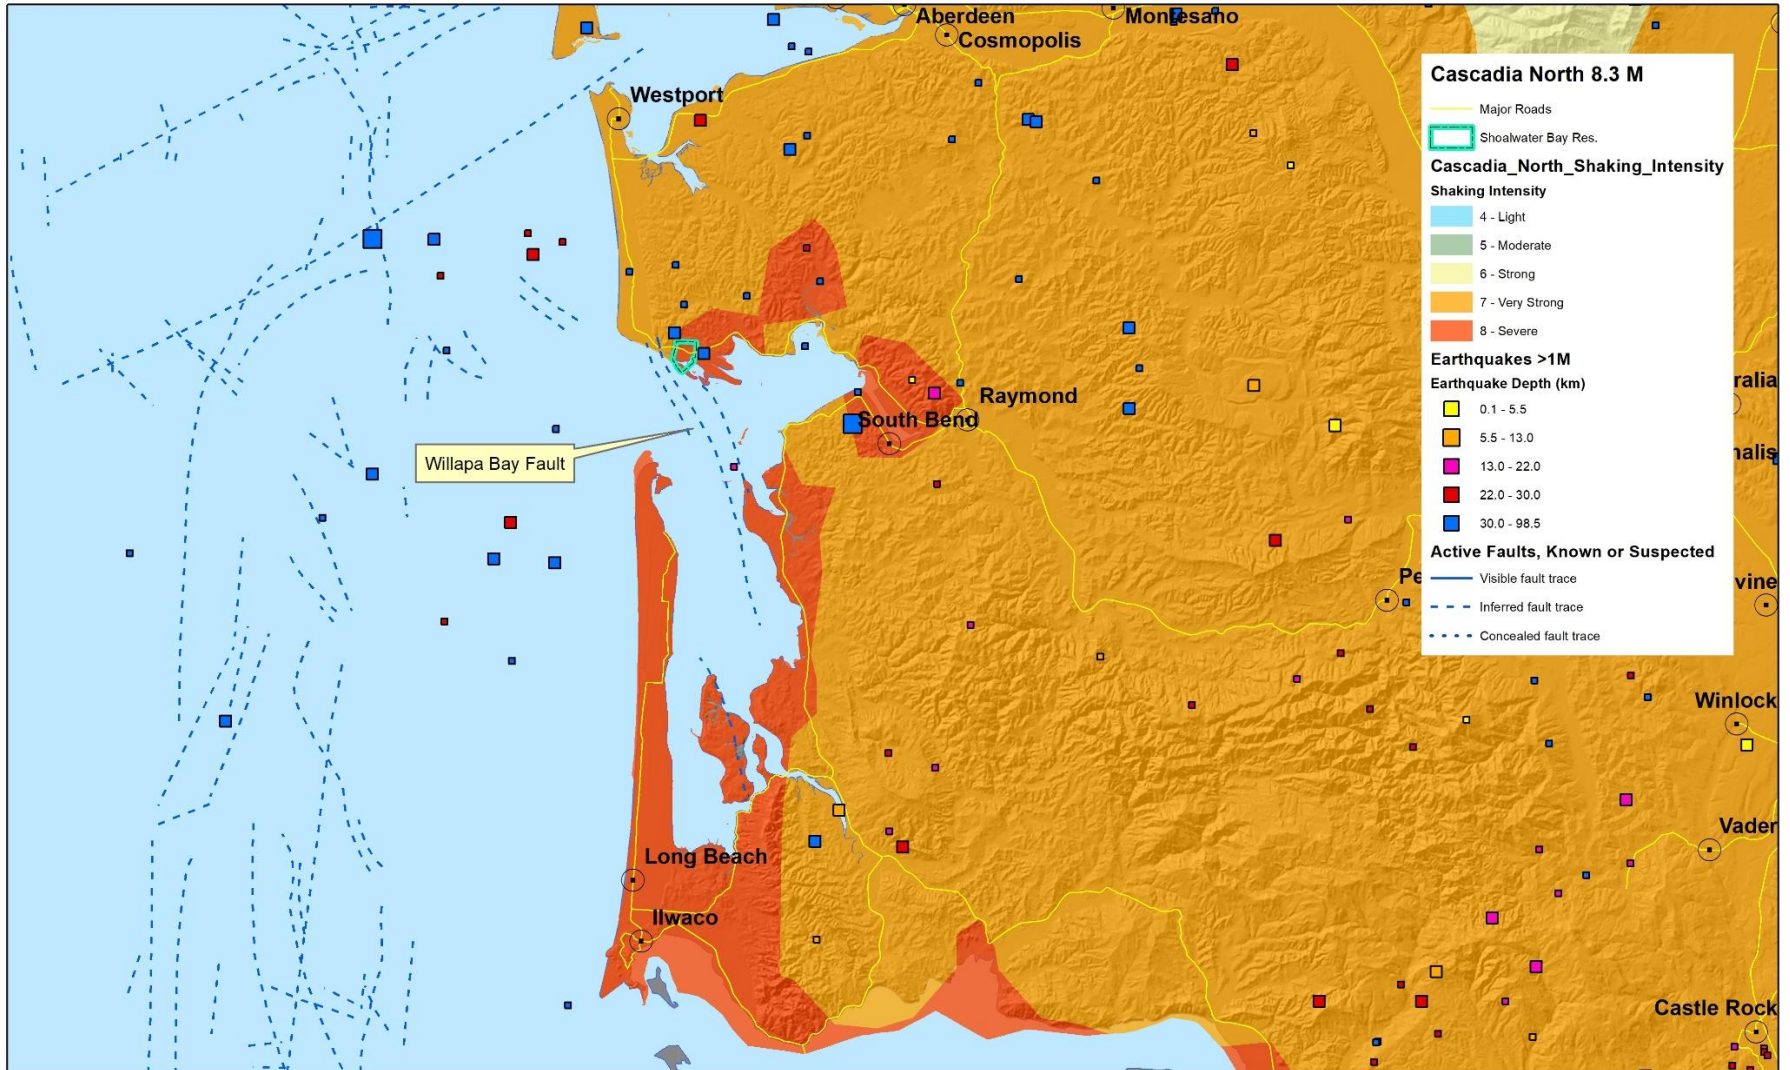 Aberdeen
Montesano
Cosmopolis
Westport
Cascadia North 8.3 M
Major Roads
Shoalwater Bay Res.
Cascadia_North_Shaking_Intensity
Shaking Intensity
4 - Light
5 - Moderate
6 - Strong
7 - Very Strong
8 - Severe
Earthquakes >1M
Earthquake Depth (km)
0.1 - 5.5
5.5 - 13.0
13.0 - 22.0
22.0 - 30.0
30.0 - 98.5
Active Faults, Known or Suspected
Visible fault trace
Inferred fault trace
Concealed fault trace
ralia
Raymond
South Bend
nalis
Willapa Bay Fault
Pe
vine
Winlock
Vader
Long Beach
Ilwaco
Castle Rock